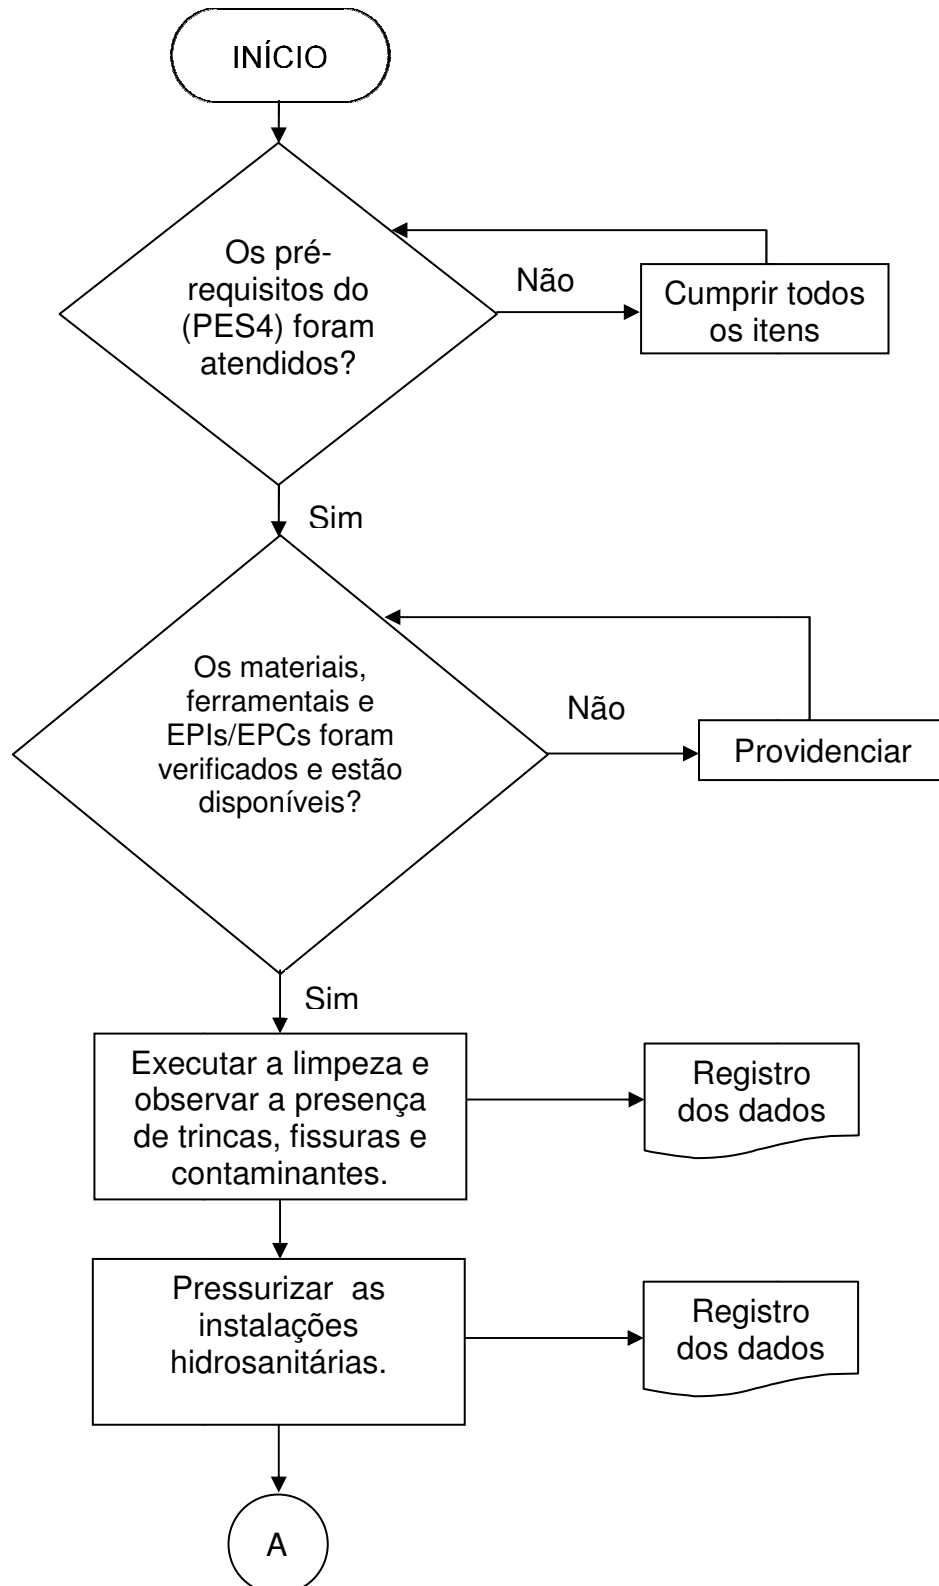 INÍCIO
Os pré-
requisitos do
(PES4) foram
atendidos?
Não
Cumprir todos
os itens
Sim
Os materiais,
ferramentais e
EPIs/EPCs foram
verificados e estão
disponíveis?
Não
Providenciar
Sim
Executar a limpeza e
observar a presença
de trincas, fissuras e
contaminantes.
Registro
dos dados
Pressurizar as
instalações
hidrosanitárias.
Registro
dos dados
A